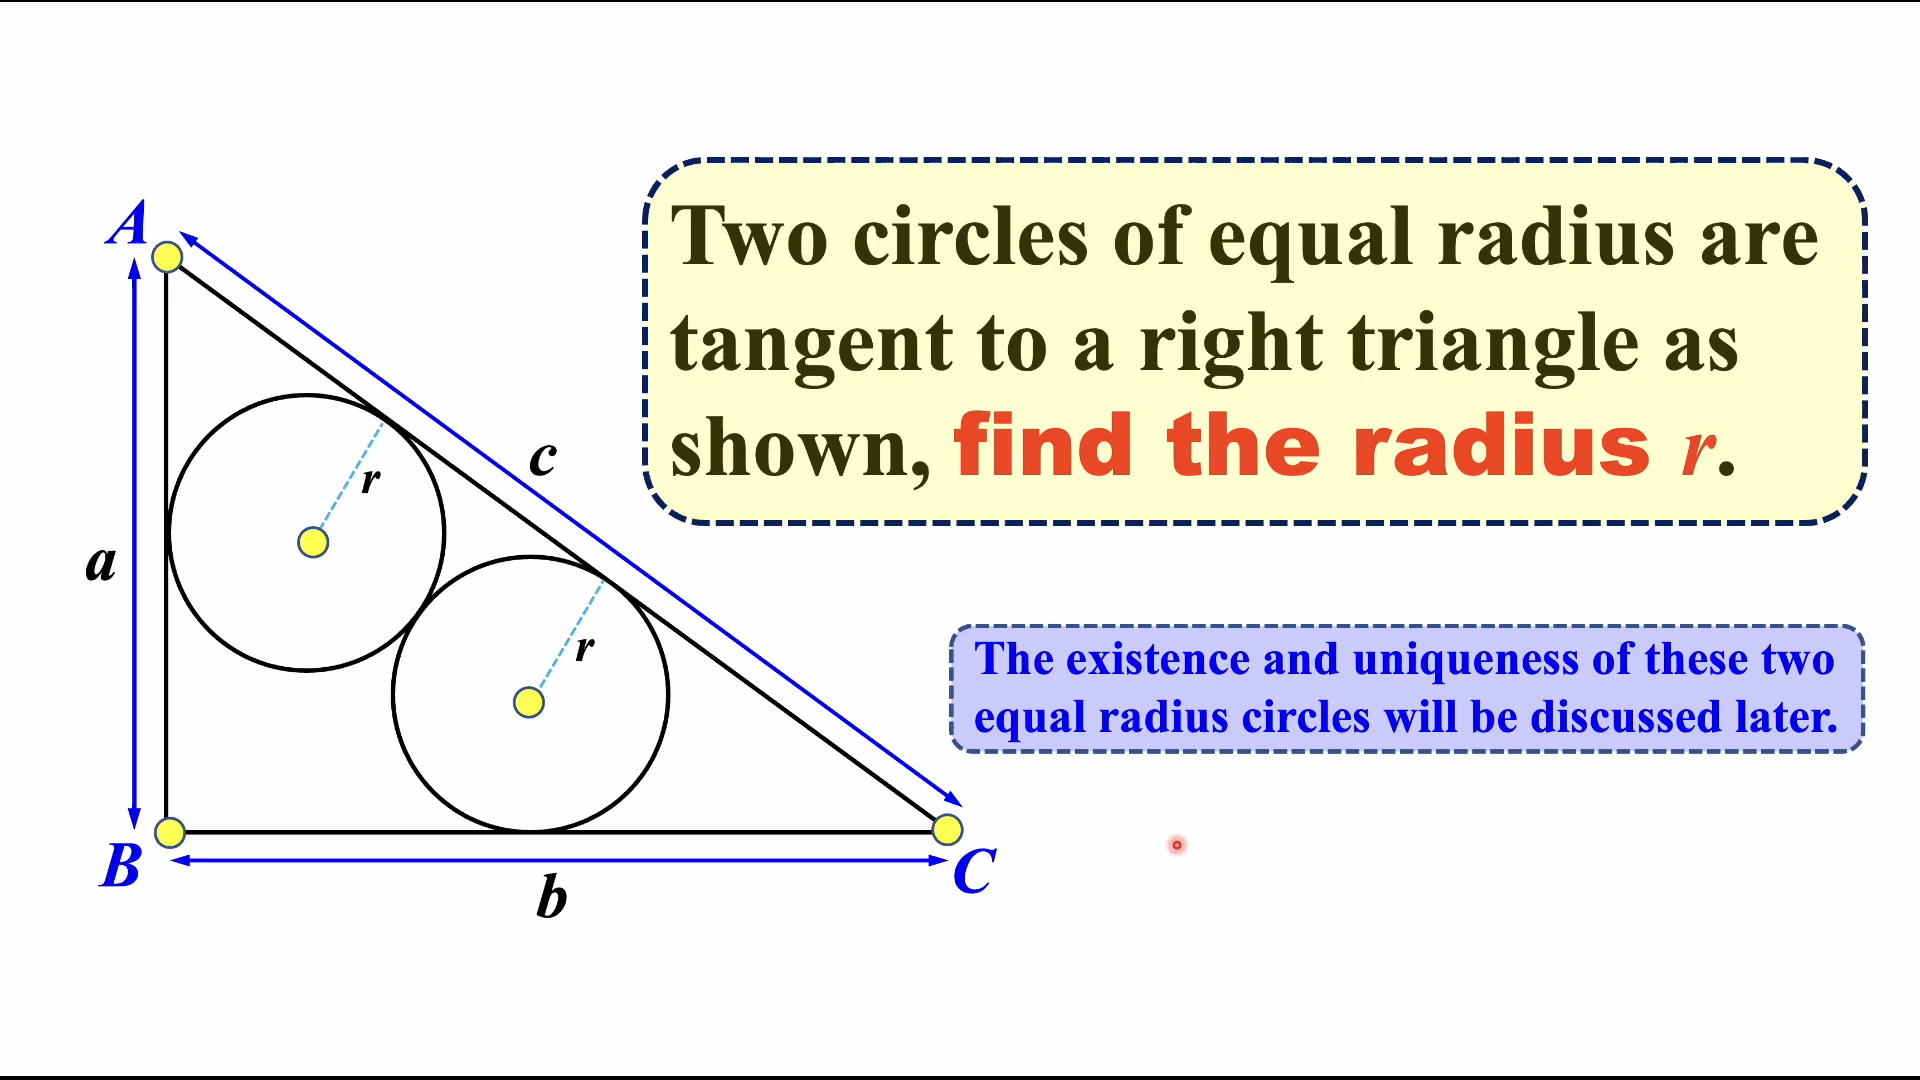 Two circles of equal radius are
tangent to a right triangle as
shown, find the radius r.
A
c
r
a
r
The existence and uniqueness of these two
equal radius circles will be discussed later.
B
C
b